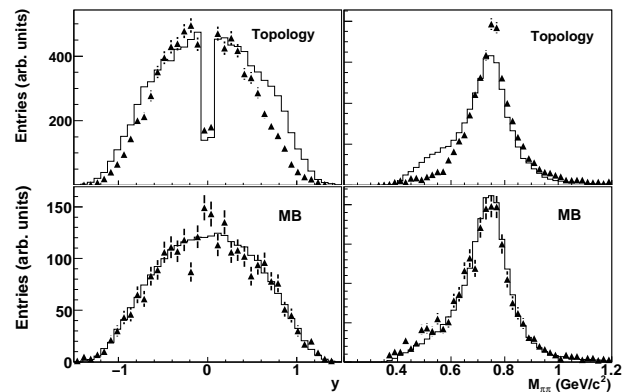 Entries (arb. units)
400
200
Topology
Topology
Entries (arb. units)
150
100
50
0
MB
MB
−1 0 1
y
0.4 0.6 0.8 1 1.2
M_ππ (GeV/c²)